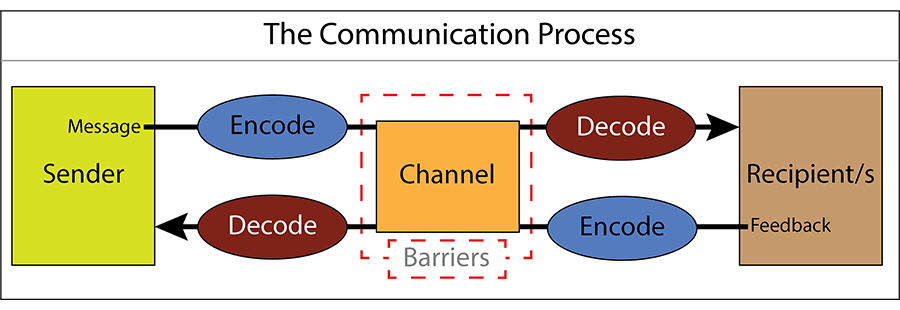 The Communication Process
Message
Encode
Decode
Sender
Channel
Recipient/s
Decode
Encode
Feedback
Barriers